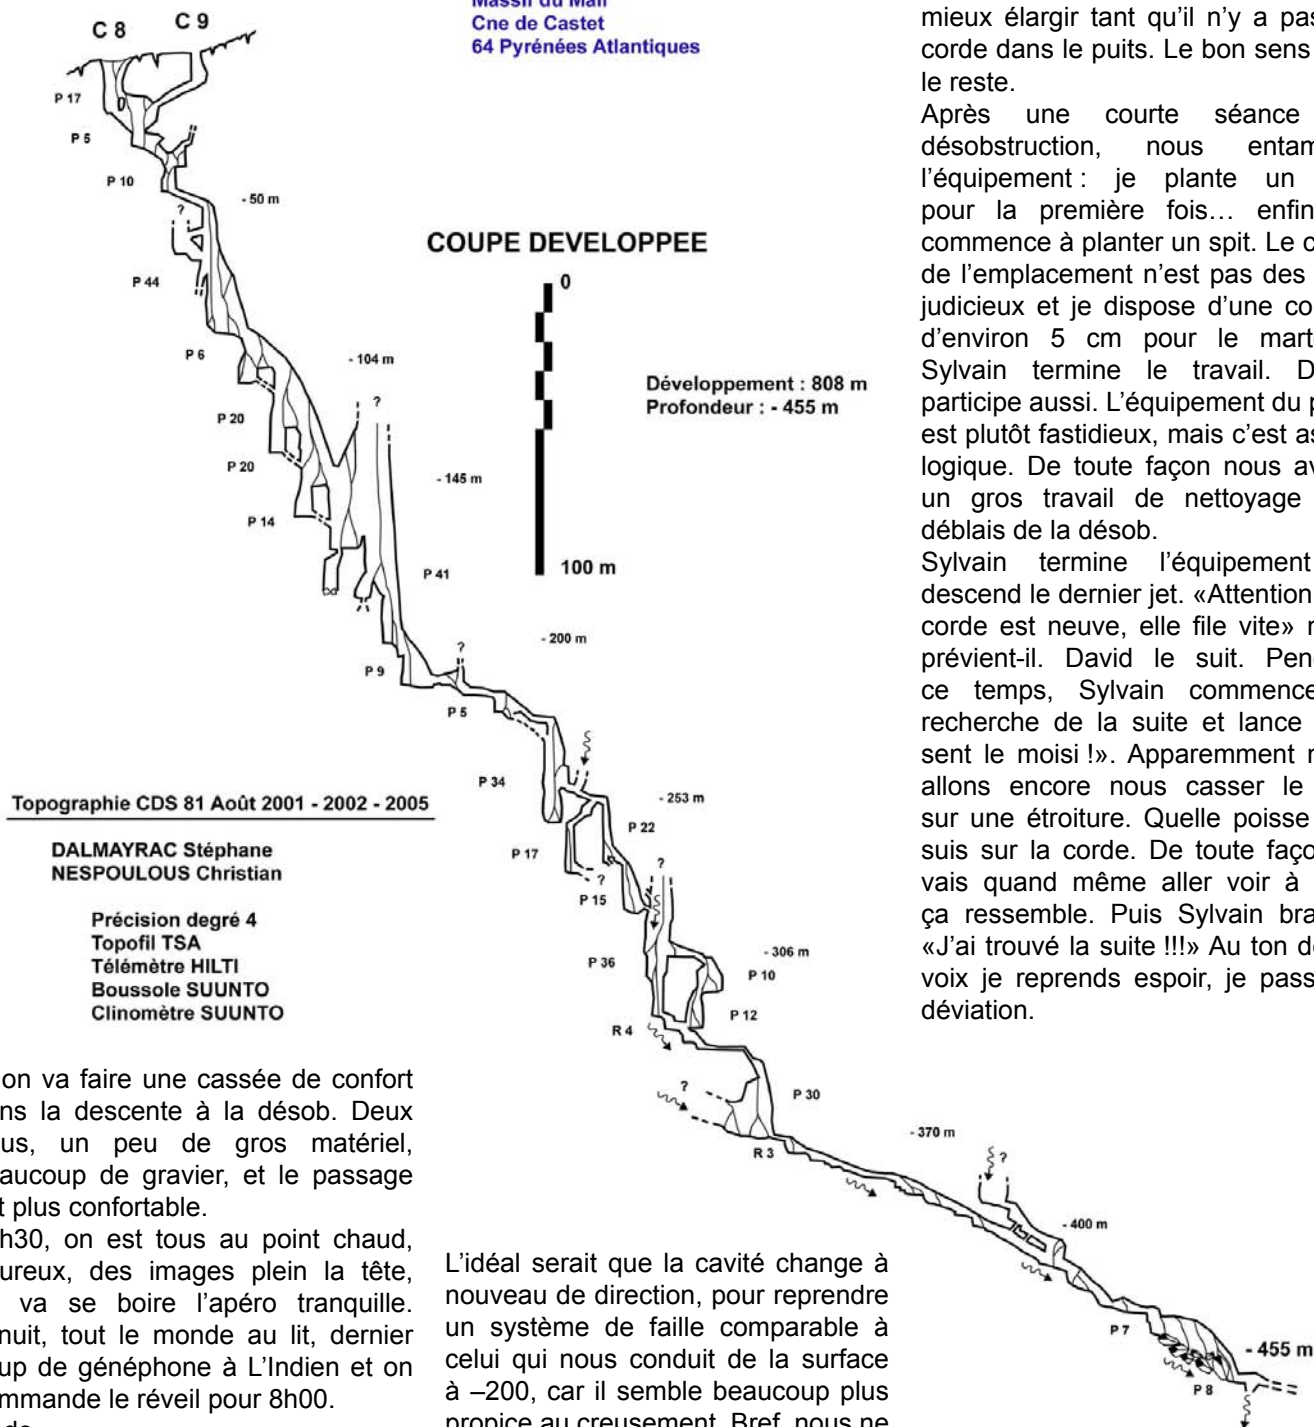 Massif du Mail
Cne de Castet
64 Pyrénées Atlantiques
C 8
C 9
P 17
P 5
P 10
- 50 m
?
P 44
P 6
- 104 m
?
P 20
P 20
- 145 m
P 14
P 41
- 200 m
P 9
?
P 5
P 34
- 253 m
P 22
P 17
?
?
P 15
P 36
- 306 m
P 10
P 12
R 4
?
P 30
R 3
- 370 m
?
- 400 m
P 7
- 455 m
P 8
COUPE DEVELOPPEE
0
100 m
Développement : 808 m
Profondeur : - 455 m
Topographie CDS 81 Août 2001 - 2002 - 2005
DALMAYRAC Stéphane
NESPOULOUS Christian
Précision degré 4
Topofil TSA
Télémètre HILTI
Boussole SUUNTO
Clinomètre SUUNTO
on va faire une cassée de confort
ns la descente à la désob. Deux
us, un peu de gros matériel,
aucoup de gravier, et le passage
t plus confortable.
h30, on est tous au point chaud,
ureux, des images plein la tête,
va se boire l'apéro tranquille.
nuit, tout le monde au lit, dernier
up de généphone à L'Indien et on
mmande le réveil pour 8h00.
L'idéal serait que la cavité change à
nouveau de direction, pour reprendre
un système de faille comparable à
celui qui nous conduit de la surface
à –200, car il semble beaucoup plus
propice au creusement. Bref, nous ne
mieux élargir tant qu'il n'y a pas
corde dans le puits. Le bon sens
le reste.
Après une courte séance
désobstruction, nous entam
l'équipement : je plante un
pour la première fois… enfin
commence à planter un spit. Le c
de l'emplacement n'est pas des
judicieux et je dispose d'une co
d'environ 5 cm pour le mart
Sylvain termine le travail. D
participe aussi. L'équipement du p
est plutôt fastidieux, mais c'est as
logique. De toute façon nous av
un gros travail de nettoyage
déblais de la désob.
Sylvain termine l'équipement
descend le dernier jet. «Attention
corde est neuve, elle file vite» n
prévient-il. David le suit. Pen
ce temps, Sylvain commence
recherche de la suite et lance
sent le moisi !». Apparemment n
allons encore nous casser le
sur une étroiture. Quelle poisse
suis sur la corde. De toute faço
vais quand même aller voir à
ça ressemble. Puis Sylvain bra
«J'ai trouvé la suite !!!» Au ton de
voix je reprends espoir, je pass
déviation.